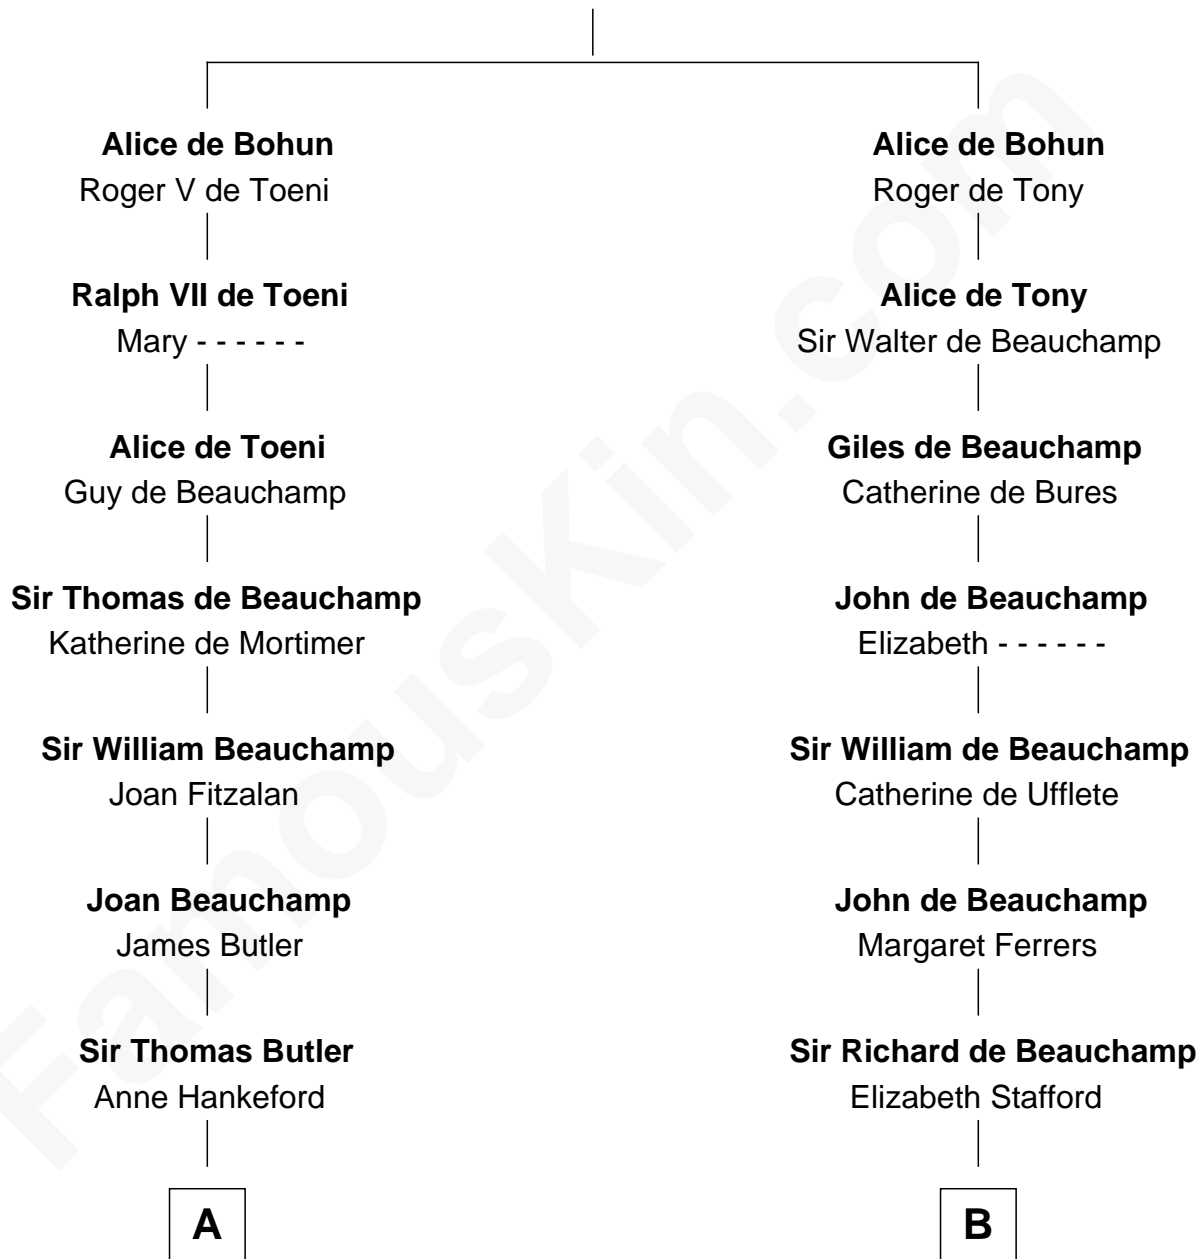 Alice de Bohun
Roger V de Toeni
Ralph VII de Toeni
Mary - - - - - -
Alice de Toeni
Guy de Beauchamp
Sir Thomas de Beauchamp
Katherine de Mortimer
Sir William Beauchamp
Joan Fitzalan
Joan Beauchamp
James Butler
Sir Thomas Butler
Anne Hankeford
A
Alice de Bohun
Roger de Tony
Alice de Tony
Sir Walter de Beauchamp
Giles de Beauchamp
Catherine de Bures
John de Beauchamp
Elizabeth - - - - - -
Sir William de Beauchamp
Catherine de Ufflete
John de Beauchamp
Margaret Ferrers
Sir Richard de Beauchamp
Elizabeth Stafford
B
FamousKin.com